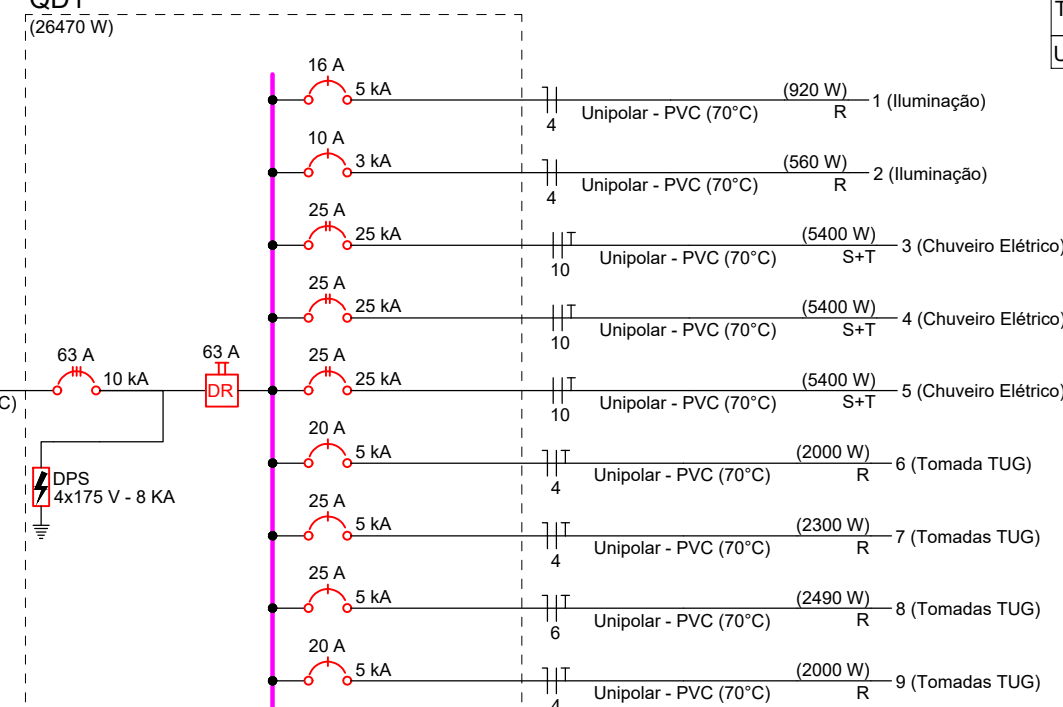 QD1
(26470 W)
T
U
16 A
5 kA
4
Unipolar - PVC (70°C)
(920 W)
R
1 (Iluminação)
10 A
3 kA
4
Unipolar - PVC (70°C)
(560 W)
R
2 (Iluminação)
25 A
25 kA
T
10
Unipolar - PVC (70°C)
(5400 W)
S+T
3 (Chuveiro Elétrico)
25 A
25 kA
T
10
Unipolar - PVC (70°C)
(5400 W)
S+T
4 (Chuveiro Elétrico)
63 A
10 kA
C)
63 A
DR
25 A
25 kA
T
10
Unipolar - PVC (70°C)
(5400 W)
S+T
5 (Chuveiro Elétrico)
DPS
4x175 V - 8 KA
20 A
5 kA
T
4
Unipolar - PVC (70°C)
(2000 W)
R
6 (Tomada TUG)
25 A
5 kA
T
4
Unipolar - PVC (70°C)
(2300 W)
R
7 (Tomadas TUG)
25 A
5 kA
T
6
Unipolar - PVC (70°C)
(2490 W)
R
8 (Tomadas TUG)
20 A
5 kA
T
4
Unipolar - PVC (70°C)
(2000 W)
R
9 (Tomadas TUG)